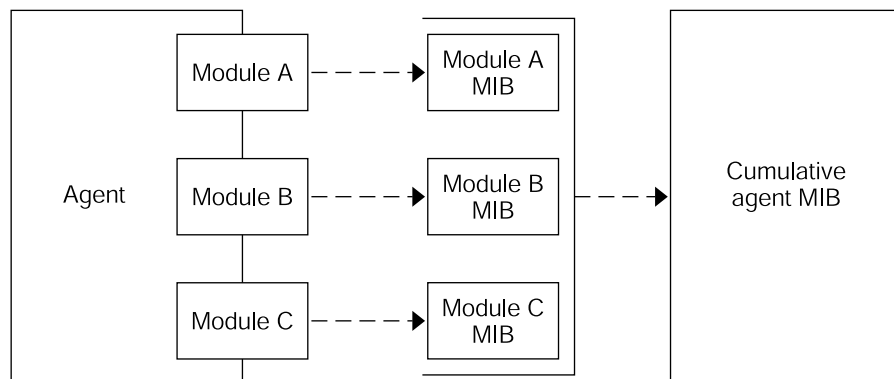 Module A
Module A
MIB
Agent
Module B
Module B
MIB
Cumulative
agent MIB
Module C
Module C
MIB